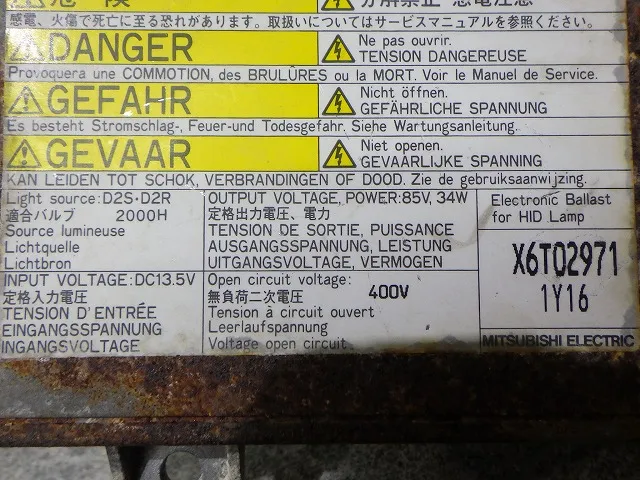 感電、火傷で死亡に至る恐れがあります。取扱いについてはサービスマニュアルを参照ください。
DANGER
Ne pas ouvrir.
TENSION DANGEREUSE
Provoquera une COMMOTION, des BRULÛRES ou la MORT. Voir le Manuel de Service.
GEFAHR
Nicht öffnen.
GEFÄHRLICHE SPANNUNG
Es besteht Stromschlag-, Feuer-und Todesgefahr. Siehe Wartungsanleitung.
GEVAAR
Niet openen.
GEVAARLIJKE SPANNING
KAN LEIDEN TOT SCHOK, VERBRANDINGEN OF DOOD. Zie de gebruiksaanwijzing.
Light source:D2S・D2R
適合バルブ 2000H
Source lumineuse
Lichtquelle
Lichtbron
OUTPUT VOLTAGE, POWER:85V, 34W
定格出力電圧、電力
TENSION DE SORTIE, PUISSANCE
AUSGANGSSPANNUNG, LEISTUNG
UITGANGSVOLTAGE, VERMOGEN
Electronic Ballast
for HID Lamp
X6T02971
1Y16
MITSUBISHI ELECTRIC
INPUT VOLTAGE:DC13.5V
定格入力電圧
TENSION D'ENTRÉE
EINGANGSSPANNUNG
INGANGSVOLTAGE
Open circuit voltage:
無負荷二次電圧 400V
Tension à circuit ouvert
Leerlaufspannung
Voltage open circuit